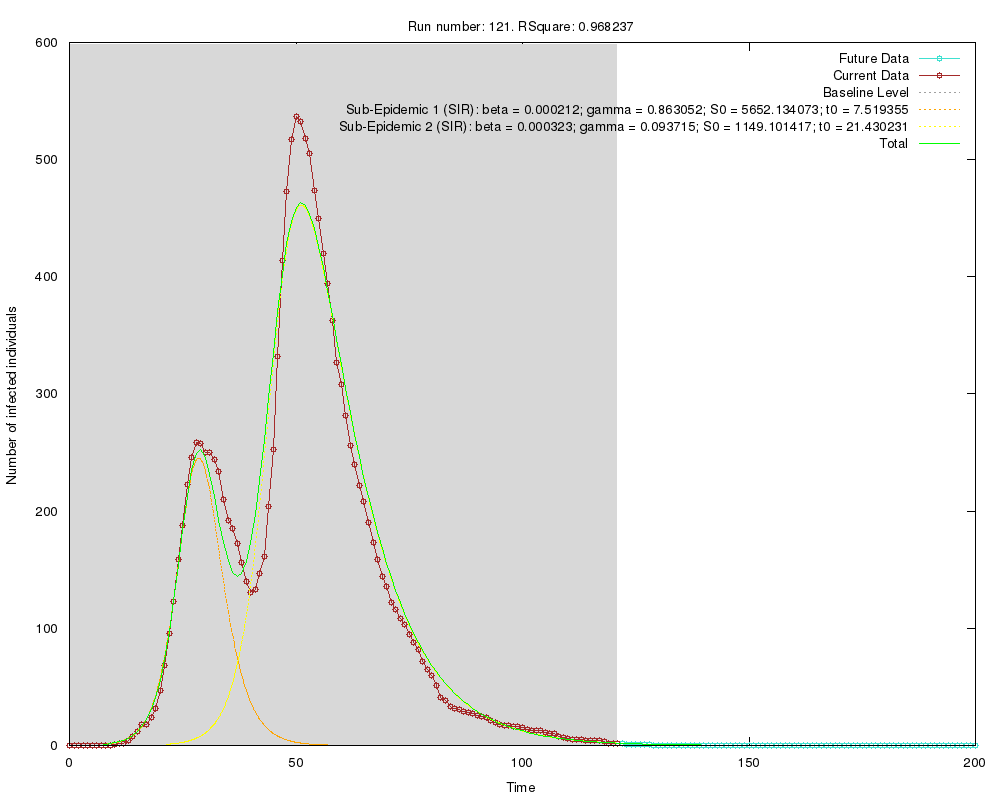 Run number: 121. RSquare: 0.968237
600
500
400
300
200
100
0
Number of infected individuals
Future Data
Current Data
Baseline Level
Sub-Epidemic 1 (SIR): beta = 0.000212; gamma = 0.863052; S0 = 5652.134073; t0 = 7.519355
Sub-Epidemic 2 (SIR): beta = 0.000323; gamma = 0.093715; S0 = 1149.101417; t0 = 21.430231
Total
0
50
100
150
200
Time